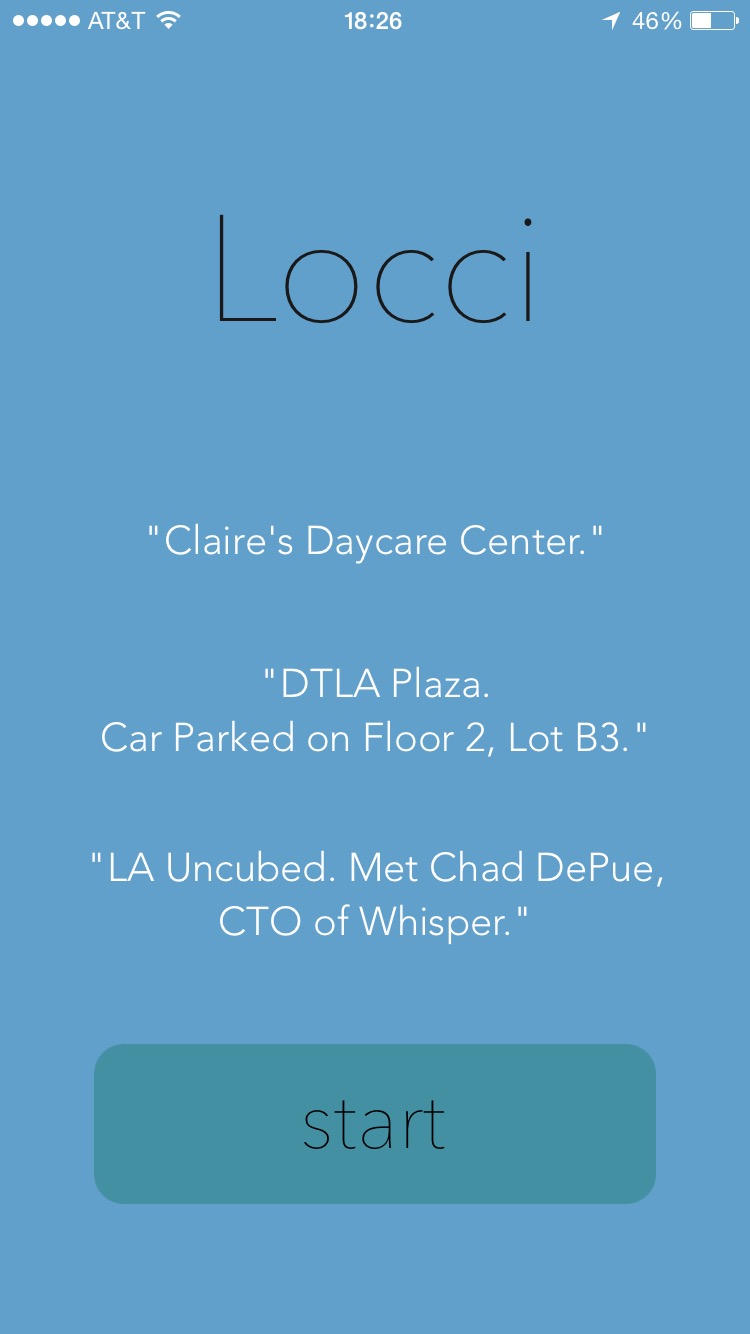 AT&T 18:26 46%
Locci
"Claire's Daycare Center."
"DTLA Plaza.
Car Parked on Floor 2, Lot B3."
"LA Uncubed. Met Chad DePue,
CTO of Whisper."
start